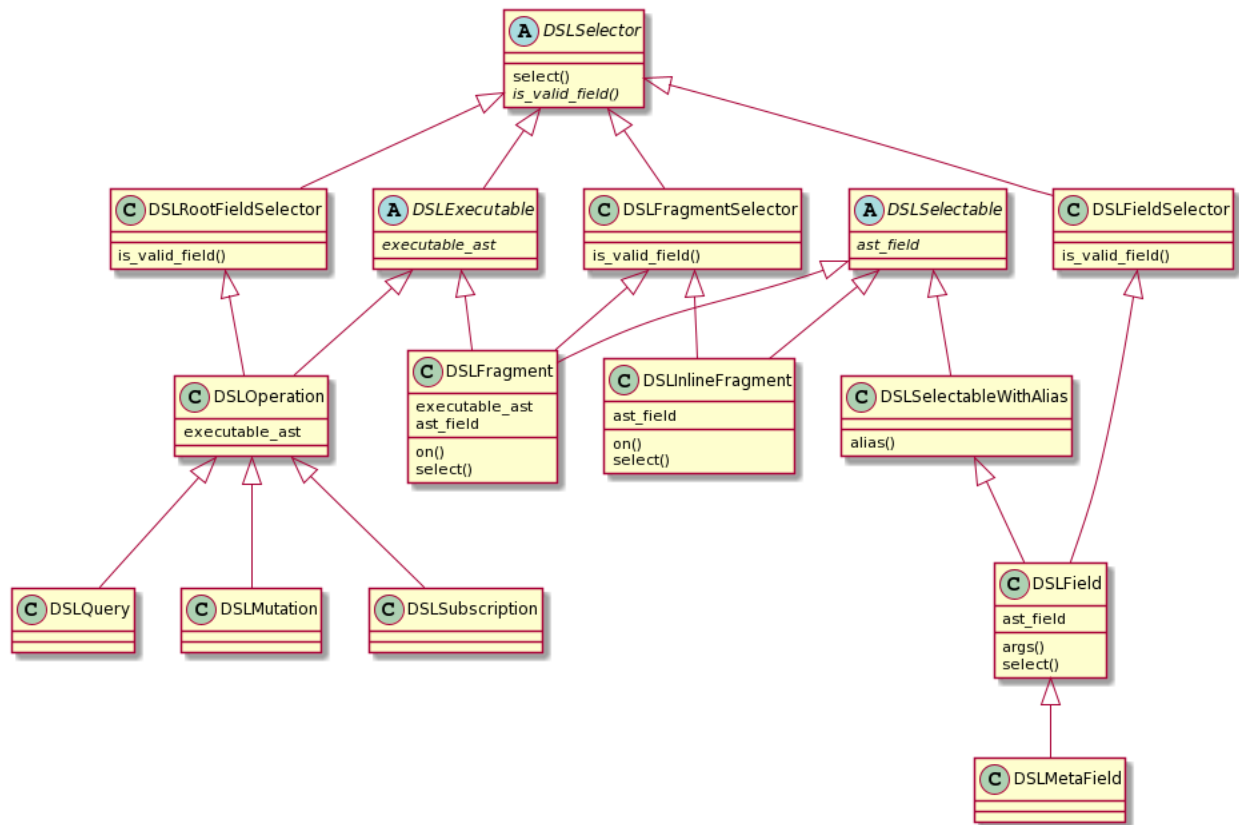 A DSLSelector
select()
is_valid_field()
C DSLRootFieldSelector
is_valid_field()
A DSLExecutable
executable_ast
C DSLFragmentSelector
is_valid_field()
A DSLSelectable
ast_field
C DSLFieldSelector
is_valid_field()
C DSLOperation
executable_ast
C DSLFragment
executable_ast
ast_field
on()
select()
C DSLInlineFragment
ast_field
on()
select()
C DSLSelectableWithAlias
alias()
C DSLQuery
C DSLMutation
C DSLSubscription
C DSLField
ast_field
args()
select()
C DSLMetaField